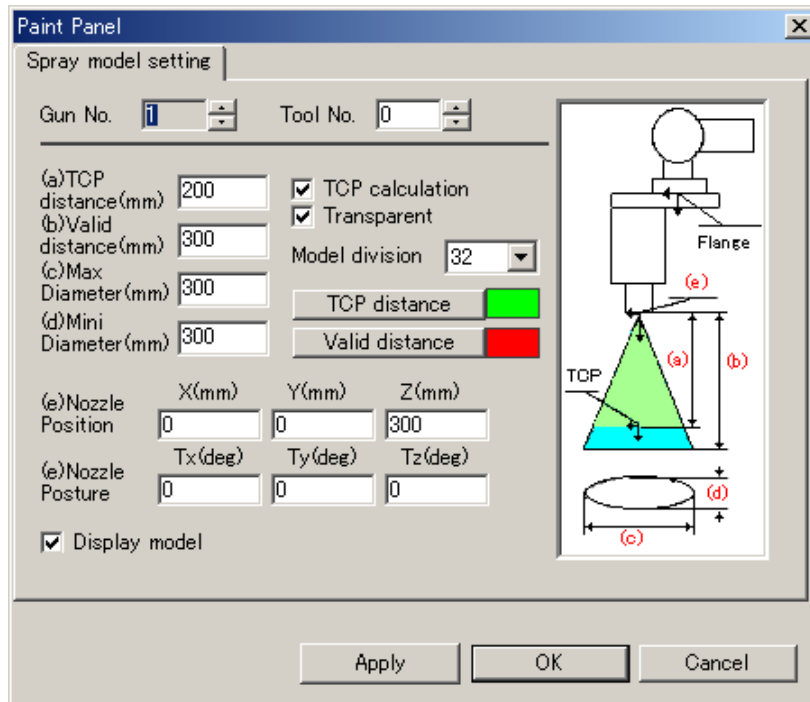 Paint Panel
Spray model setting
Gun No. 1 Tool No. 0
(a)TCP
distance(mm) 200
(b)Valid
distance(mm) 300
(c)Max
Diameter(mm) 300
(d)Mini
Diameter(mm) 300
TCP calculation
Transparent
Model division 32
TCP distance
Valid distance
X(mm) Y(mm) Z(mm)
(e)Nozzle
Position 0 0 300
Tx(deg) Ty(deg) Tz(deg)
(e)Nozzle
Posture 0 0 0
Display model
Flange
(e)
(a)
(b)
TCP
(d)
(c)
Apply OK Cancel